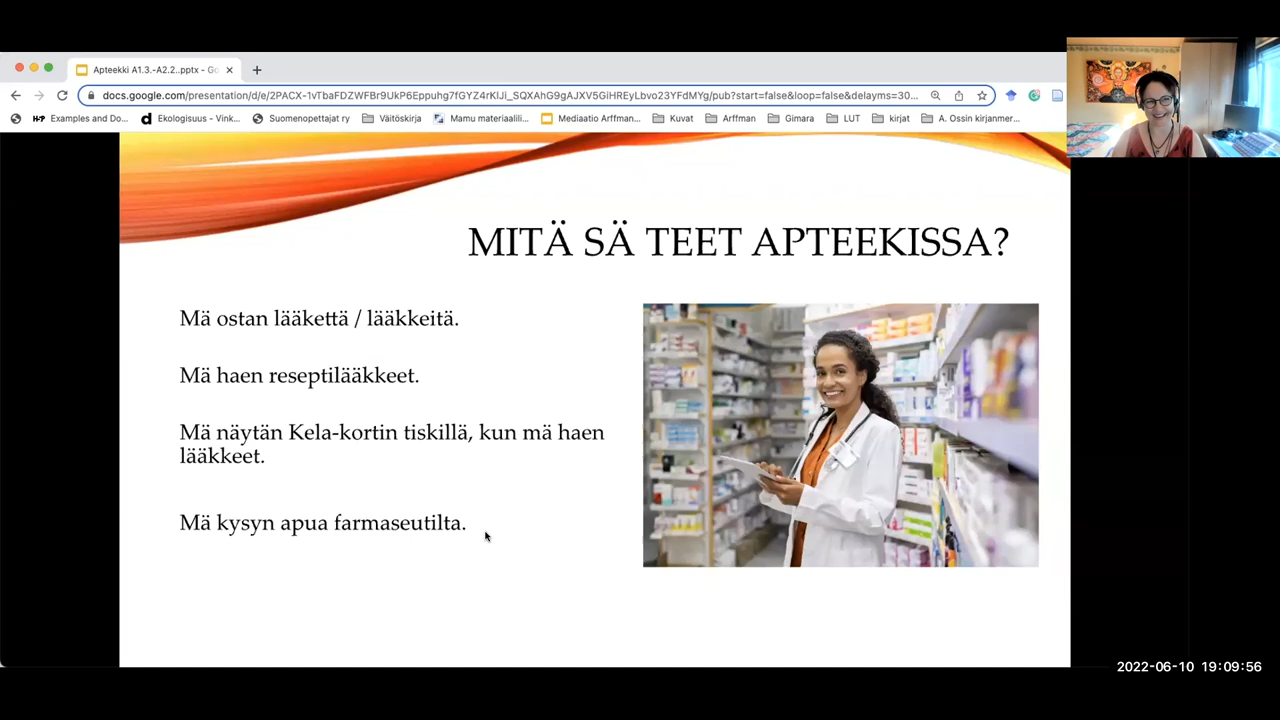 Apteekki A1.3.-A2.2..pptx - Go
docs.google.com/presentation/d/e/2PACX-1vTbaFDZWFBr9UkP6Eppuhg7fGYZ4rKIJi_SQXAhG9gAJXV5GiHREyLbvo23YFdMYg/pub?start=false&loop=false&delayms=30...
Examples and Do... Ekologisuus - Vink... Suomenopettajat ry Väitöskirja Mamu materiaalili... Mediaatio Arffman... Kuvat Arffman Gimara LUT kirjat A. Ossin kirjanmer...
MITÄ SÄ TEET APTEEKISSA?
Mä ostan lääkettä / lääkkeitä.
Mä haen reseptilääkkeet.
Mä näytän Kela-kortin tiskillä, kun mä haen
lääkkeet.
Mä kysyn apua farmaseutilta.
2022-06-10 19:09:56